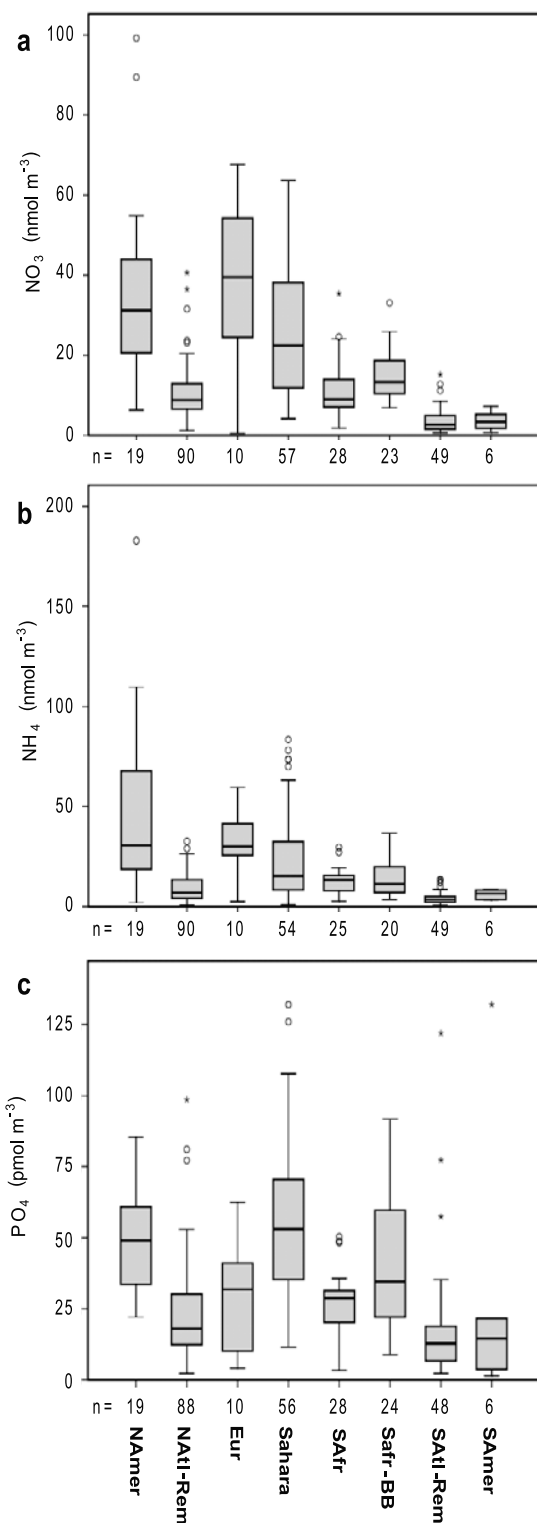 a
NO3 (nmol m-3)
100
80
60
40
20
0
n = 19 90 10 57 28 23 49 6
b
NH4 (nmol m-3)
200
150
100
50
0
n = 19 90 10 54 25 20 49 6
c
PO4 (pmol m-3)
125
100
75
50
25
0
n = 19 88 10 56 28 24 48 6
NAmer
NAtl-Rem
Eur
Sahara
SAfr
Safr-BB
SAtl-Rem
SAmer